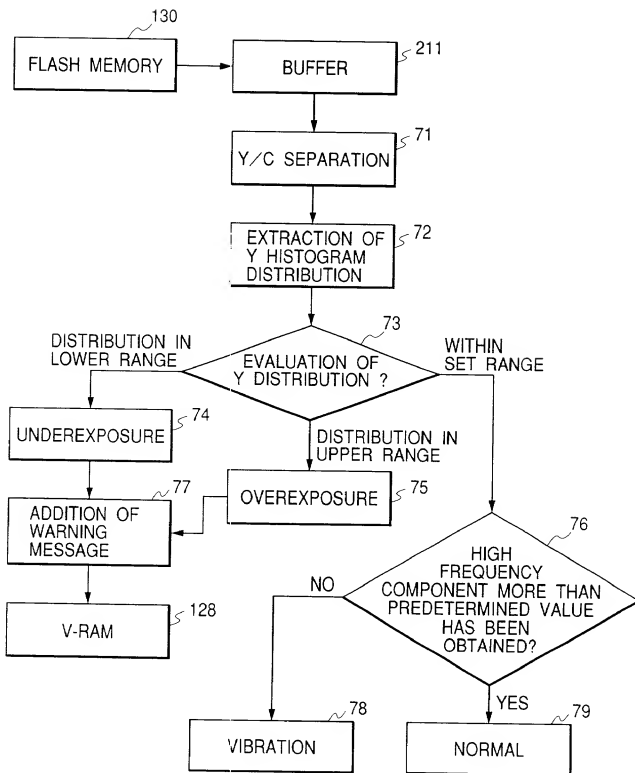 130
FLASH MEMORY
211
BUFFER
71
Y/C SEPARATION
72
EXTRACTION OF
Y HISTOGRAM
DISTRIBUTION
73
EVALUATION OF
Y DISTRIBUTION ?
DISTRIBUTION IN
LOWER RANGE
WITHIN
SET RANGE
DISTRIBUTION IN
UPPER RANGE
74
UNDEREXPOSURE
75
OVEREXPOSURE
77
ADDITION OF
WARNING
MESSAGE
128
V-RAM
76
HIGH
FREQUENCY
COMPONENT MORE THAN
PREDETERMINED VALUE
HAS BEEN
OBTAINED?
NO
YES
78
VIBRATION
79
NORMAL